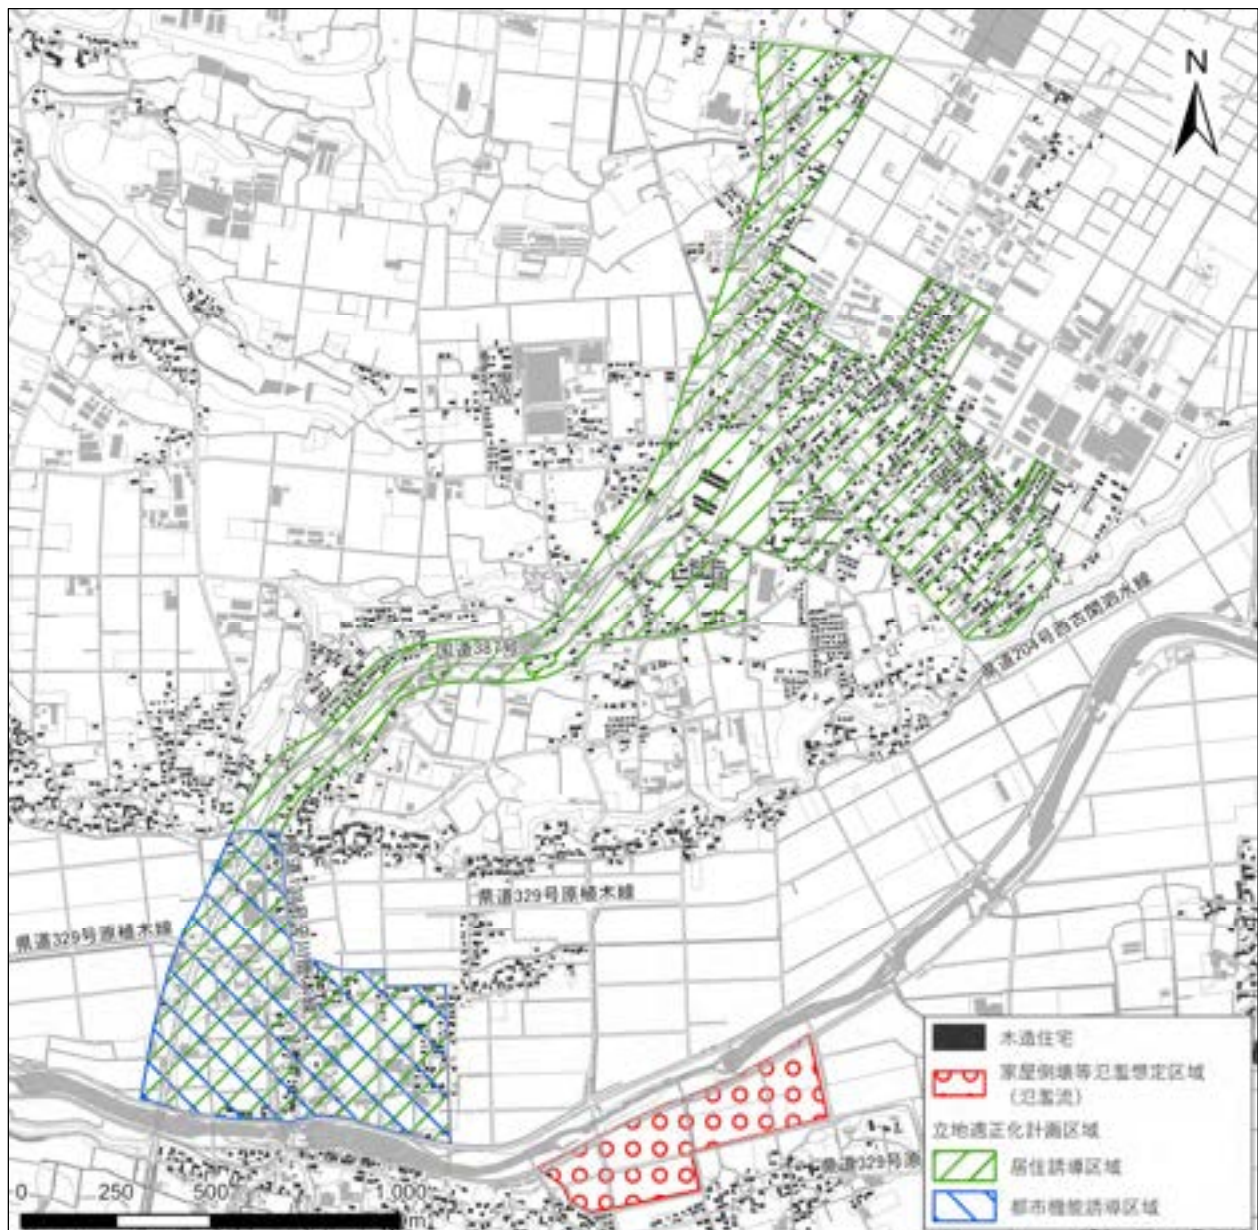 N
国道387号
県道204号西古閑泗水線
県道329号原植木線
県道329号原植木線
県道329号原
木造住宅
家屋倒壊等氾濫想定区域
(氾濫流)
立地適正化計画区域
居住誘導区域
都市機能誘導区域
0 250 500 1,000
m